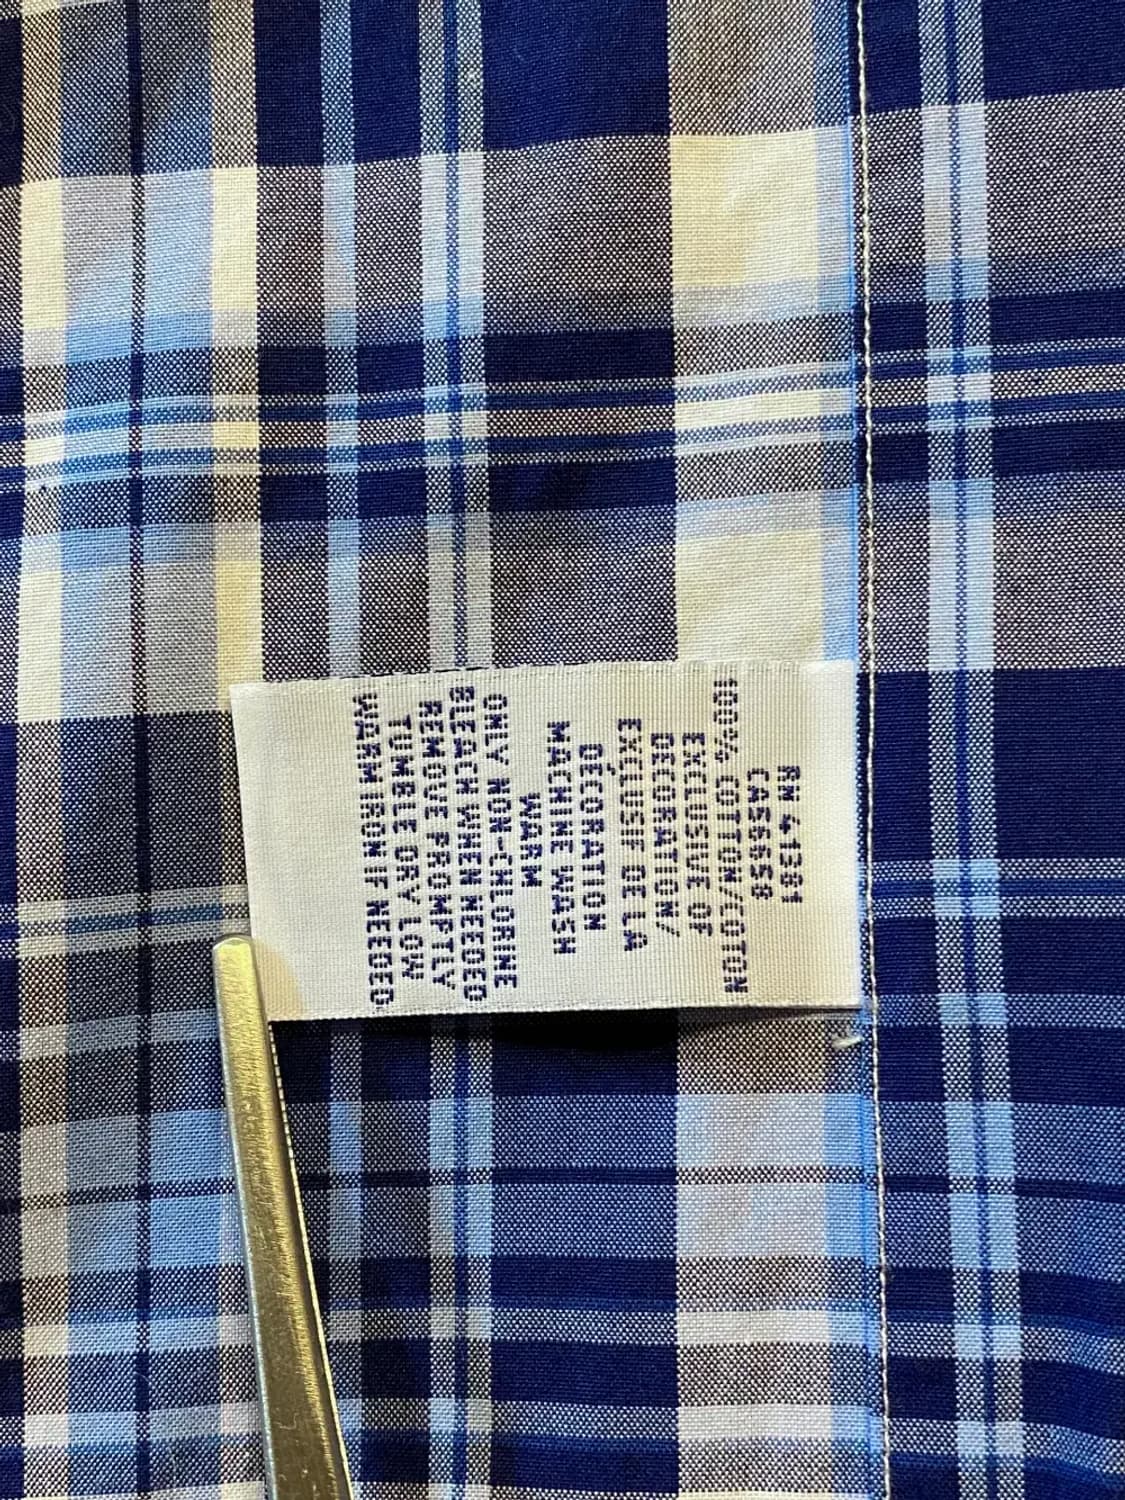 RN 41381
CA56658
100% COTTON/COTON
EXCLUSIVE OF
DECORATION/
EXCLUSIF DE LA
DÉCORATION
MACHINE WASH
WARM
ONLY NON-CHLORINE
BLEACH WHEN NEEDED
REMOVE PROMPTLY
TUMBLE DRY LOW
WARM IRON IF NEEDED.